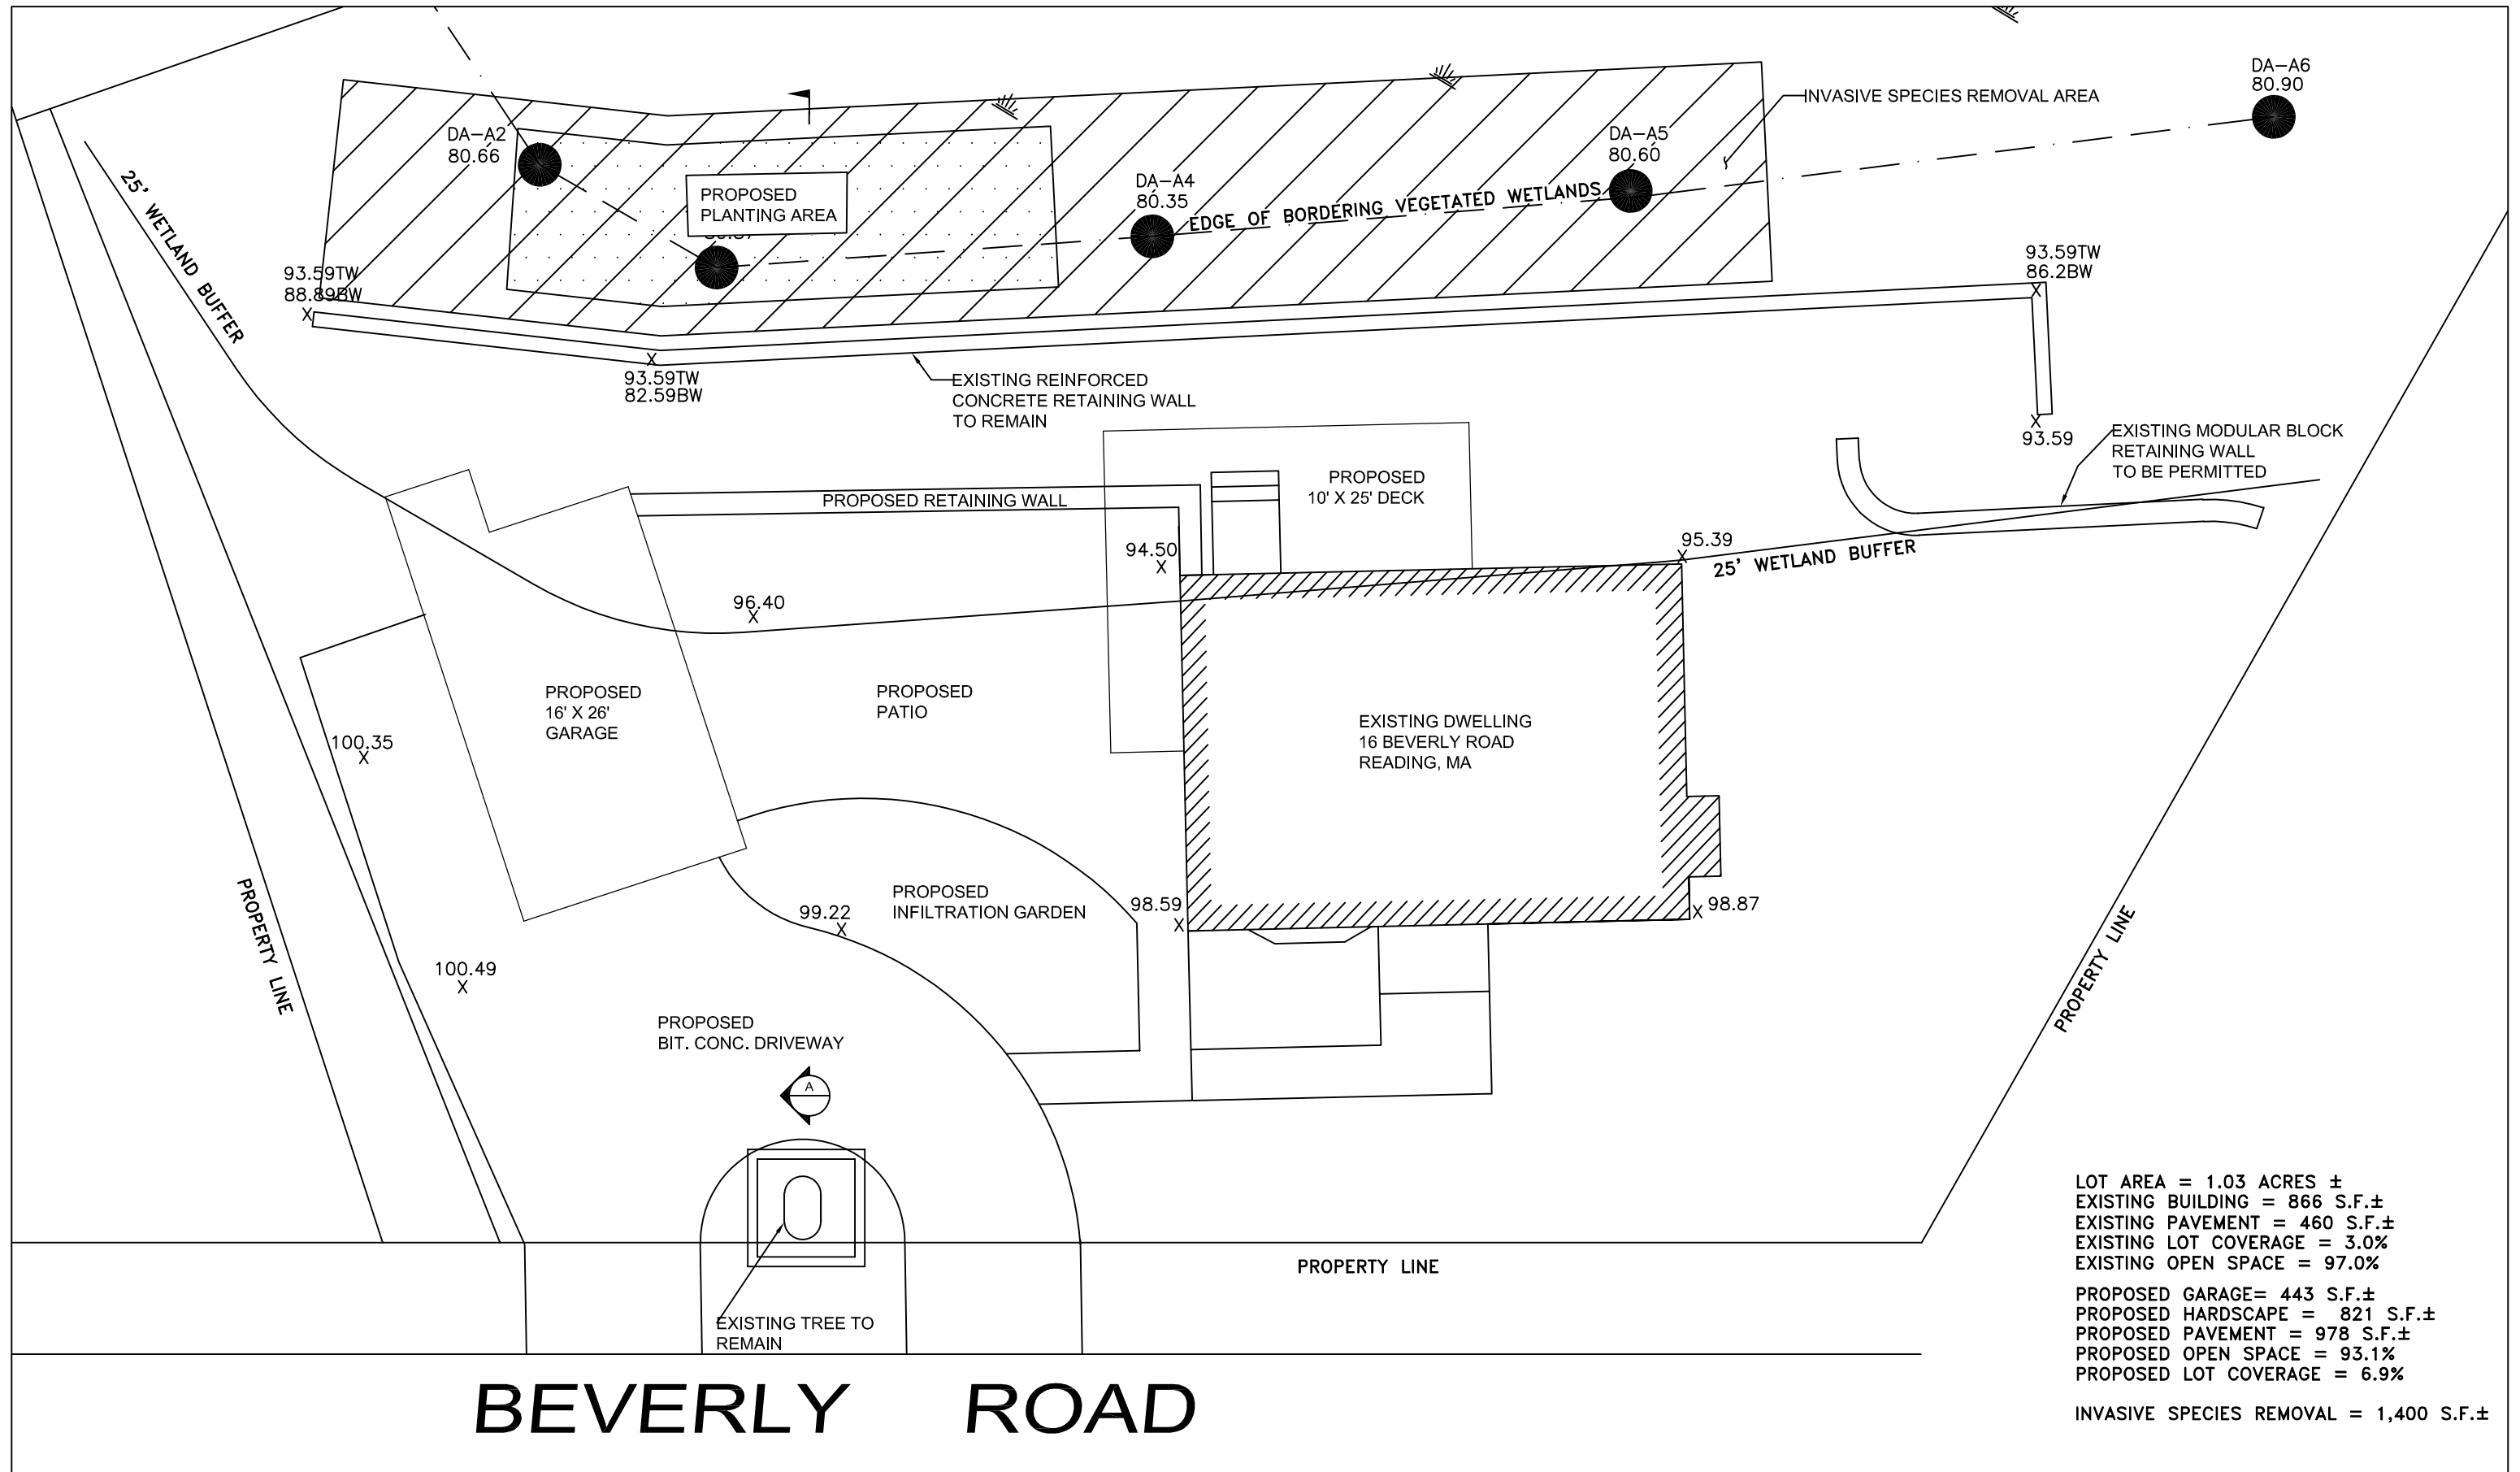 DA-A6
80.90
INVASIVE SPECIES REMOVAL AREA
DA-A2
80.66
DA-A5
80.60
DA-A4
80.35
PROPOSED
PLANTING AREA
EDGE OF BORDERING VEGETATED WETLANDS
25' WETLAND BUFFER
93.59TW
88.89BW
93.59TW
86.2BW
93.59TW
82.59BW
EXISTING REINFORCED
CONCRETE RETAINING WALL
TO REMAIN
93.59
EXISTING MODULAR BLOCK
RETAINING WALL
TO BE PERMITTED
PROPOSED
10' X 25' DECK
PROPOSED RETAINING WALL
94.50
X
95.39
X
25' WETLAND BUFFER
96.40
X
PROPOSED
16' X 26'
GARAGE
PROPOSED
PATIO
EXISTING DWELLING
16 BEVERLY ROAD
READING, MA
100.35
X
PROPOSED
INFILTRATION GARDEN
99.22
X
98.59
X
X 98.87
PROPERTY LINE
100.49
X
PROPERTY LINE
PROPOSED
BIT. CONC. DRIVEWAY
A
PROPERTY LINE
EXISTING TREE TO
REMAIN
LOT AREA = 1.03 ACRES ±
EXISTING BUILDING = 866 S.F.±
EXISTING PAVEMENT = 460 S.F.±
EXISTING LOT COVERAGE = 3.0%
EXISTING OPEN SPACE = 97.0%
PROPOSED GARAGE= 443 S.F.±
PROPOSED HARDSCAPE = 821 S.F.±
PROPOSED PAVEMENT = 978 S.F.±
PROPOSED OPEN SPACE = 93.1%
PROPOSED LOT COVERAGE = 6.9%
INVASIVE SPECIES REMOVAL = 1,400 S.F.±
BEVERLY ROAD